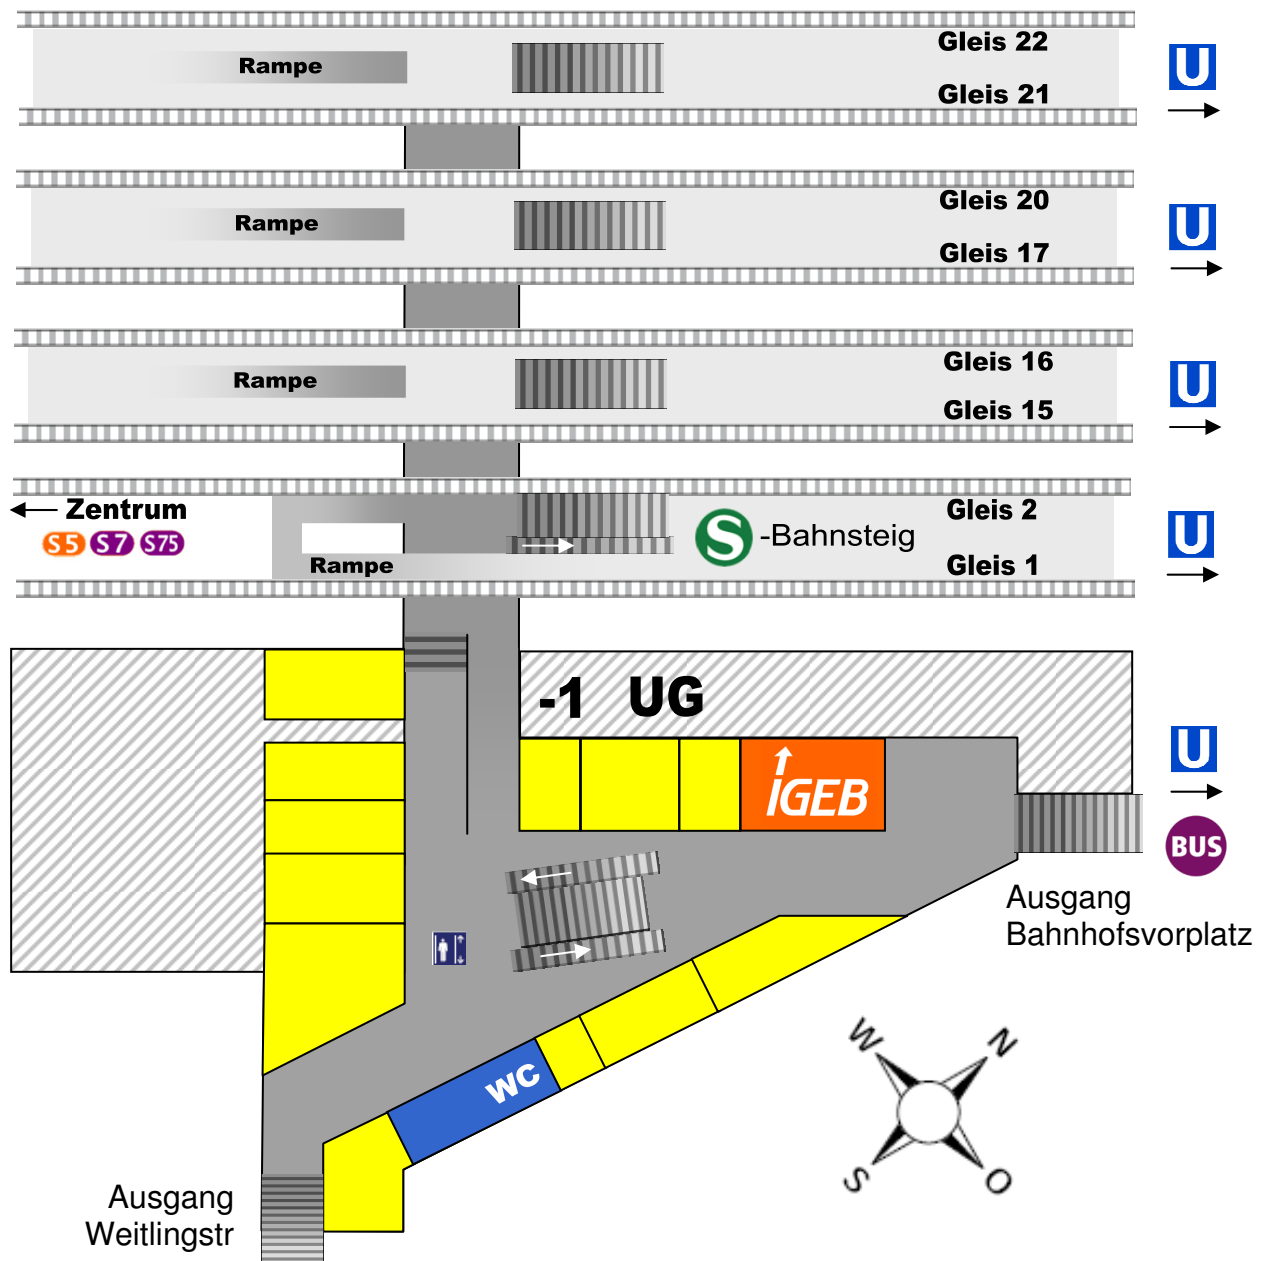 Gleis 22
Rampe
Gleis 21
U
Gleis 20
Rampe
Gleis 17
U
Gleis 16
Rampe
Gleis 15
U
Zentrum
S5 S7 S75
Gleis 2
S -Bahnsteig
Rampe
Gleis 1
U
-1 UG
IGEB
U
BUS
Ausgang
Bahnhofsvorplatz
WC
W
N
S
O
Ausgang
Weitlingstr